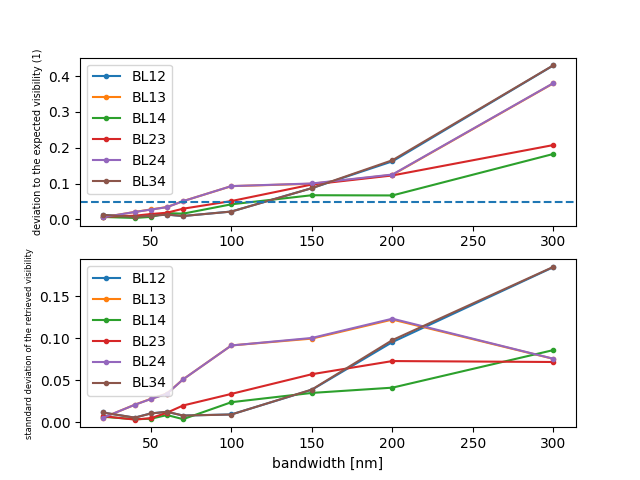 deviation to the expected visibility (1)
0.4
0.3
0.2
0.1
0.0
BL12
BL13
BL14
BL23
BL24
BL34
50
100
150
200
250
300
stanndard deviation of the retrieved visibility
0.15
0.10
0.05
0.00
BL12
BL13
BL14
BL23
BL24
BL34
50
100
150
200
250
300
bandwidth [nm]